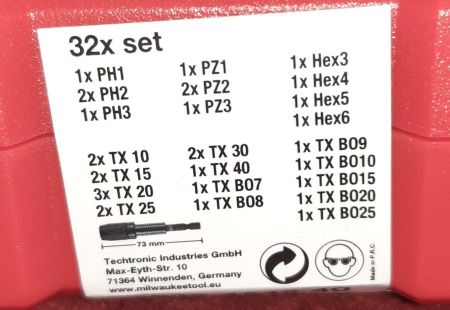 32x set
1x PH1
2x PH2
1x PH3
1x PZ1
2x PZ2
1x PZ3
1x Hex3
1x Hex4
1x Hex5
1x Hex6
2x TX 10
2x TX 15
3x TX 20
2x TX 25
2x TX 30
1x TX 40
1x TX BO7
1x TX BO8
1x TX BO9
1x TX BO10
1x TX BO15
1x TX BO20
1x TX BO25
73 mm
Techtronic Industries GmbH
Max-Eyth-Str. 10
71364 Winnenden, Germany
www.milwaukeetool.eu
Made in P.R.C.